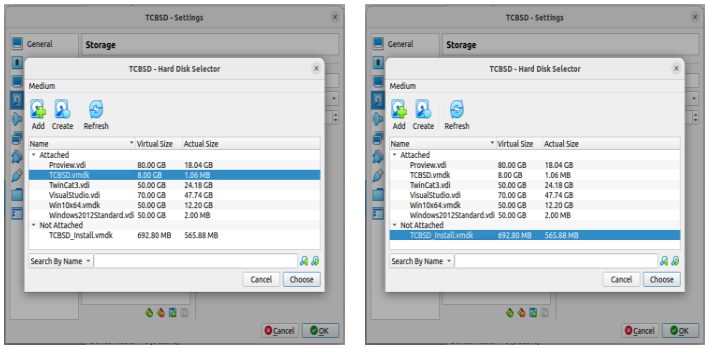 TCBSD - Settings
General
Storage
TCBSD - Hard Disk Selector
Medium
Add Create Refresh
Name Virtual Size Actual Size
Attached
Proview.vdi 80.00 GB 18.04 GB
TCBSD.vmdk 8.00 GB 1.06 MB
TwinCat3.vdi 50.00 GB 24.18 GB
VisualStudio.vdi 70.00 GB 47.74 GB
Win10x64.vmdk 50.00 GB 12.20 GB
Windows2012Standard.vdi 50.00 GB 2.00 MB
Not Attached
TCBSD_Install.vmdk 692.80 MB 565.88 MB
Search By Name
Cancel Choose
Cancel OK
TCBSD - Settings
General
Storage
TCBSD - Hard Disk Selector
Medium
Add Create Refresh
Name Virtual Size Actual Size
Attached
Proview.vdi 80.00 GB 18.04 GB
TCBSD.vmdk 8.00 GB 1.06 MB
TwinCat3.vdi 50.00 GB 24.18 GB
VisualStudio.vdi 70.00 GB 47.74 GB
Win10x64.vmdk 50.00 GB 12.20 GB
Windows2012Standard.vdi 50.00 GB 2.00 MB
Not Attached
TCBSD_Install.vmdk 692.80 MB 565.88 MB
Search By Name
Cancel Choose
Cancel OK